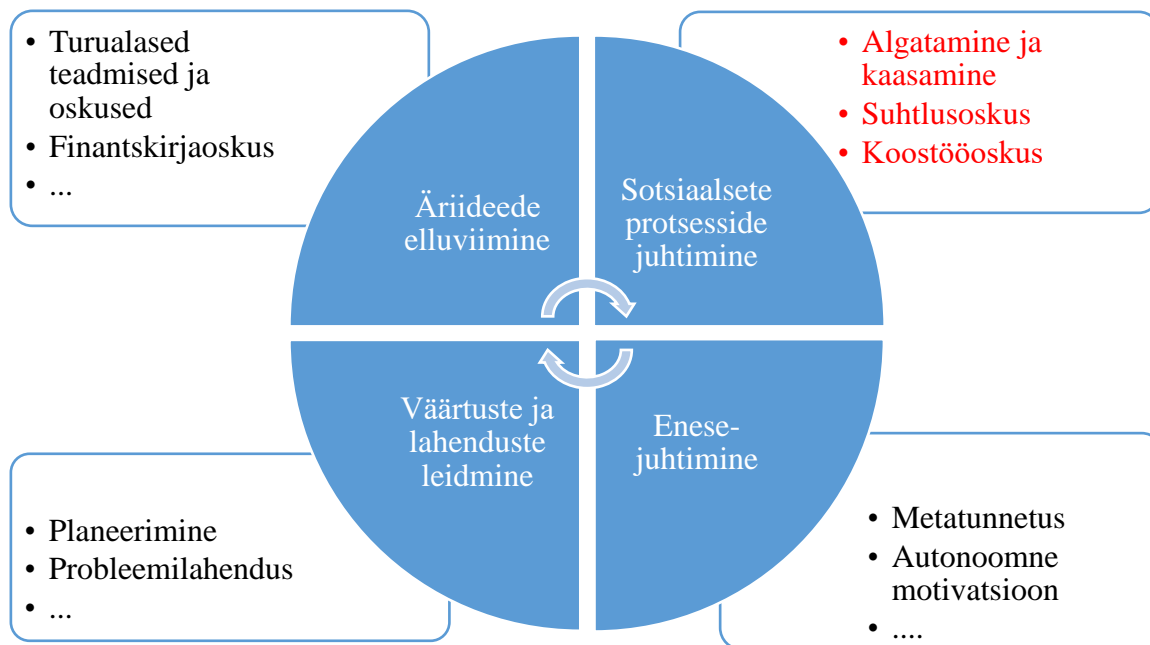 • Turualased
teadmised ja
oskused
• Finantskirjaoskus
• ...
• Algatamine ja
kaasamine
• Suhtlusoskus
• Koostööoskus
Äriideede
elluviimine
Sotsiaalsete
protsesside
juhtimine
Väärtuste ja
lahenduste
leidmine
Enese-
juhtimine
• Planeerimine
• Probleemilahendus
• ...
• Metatunnetus
• Autonoomne
motivatsioon
• ....